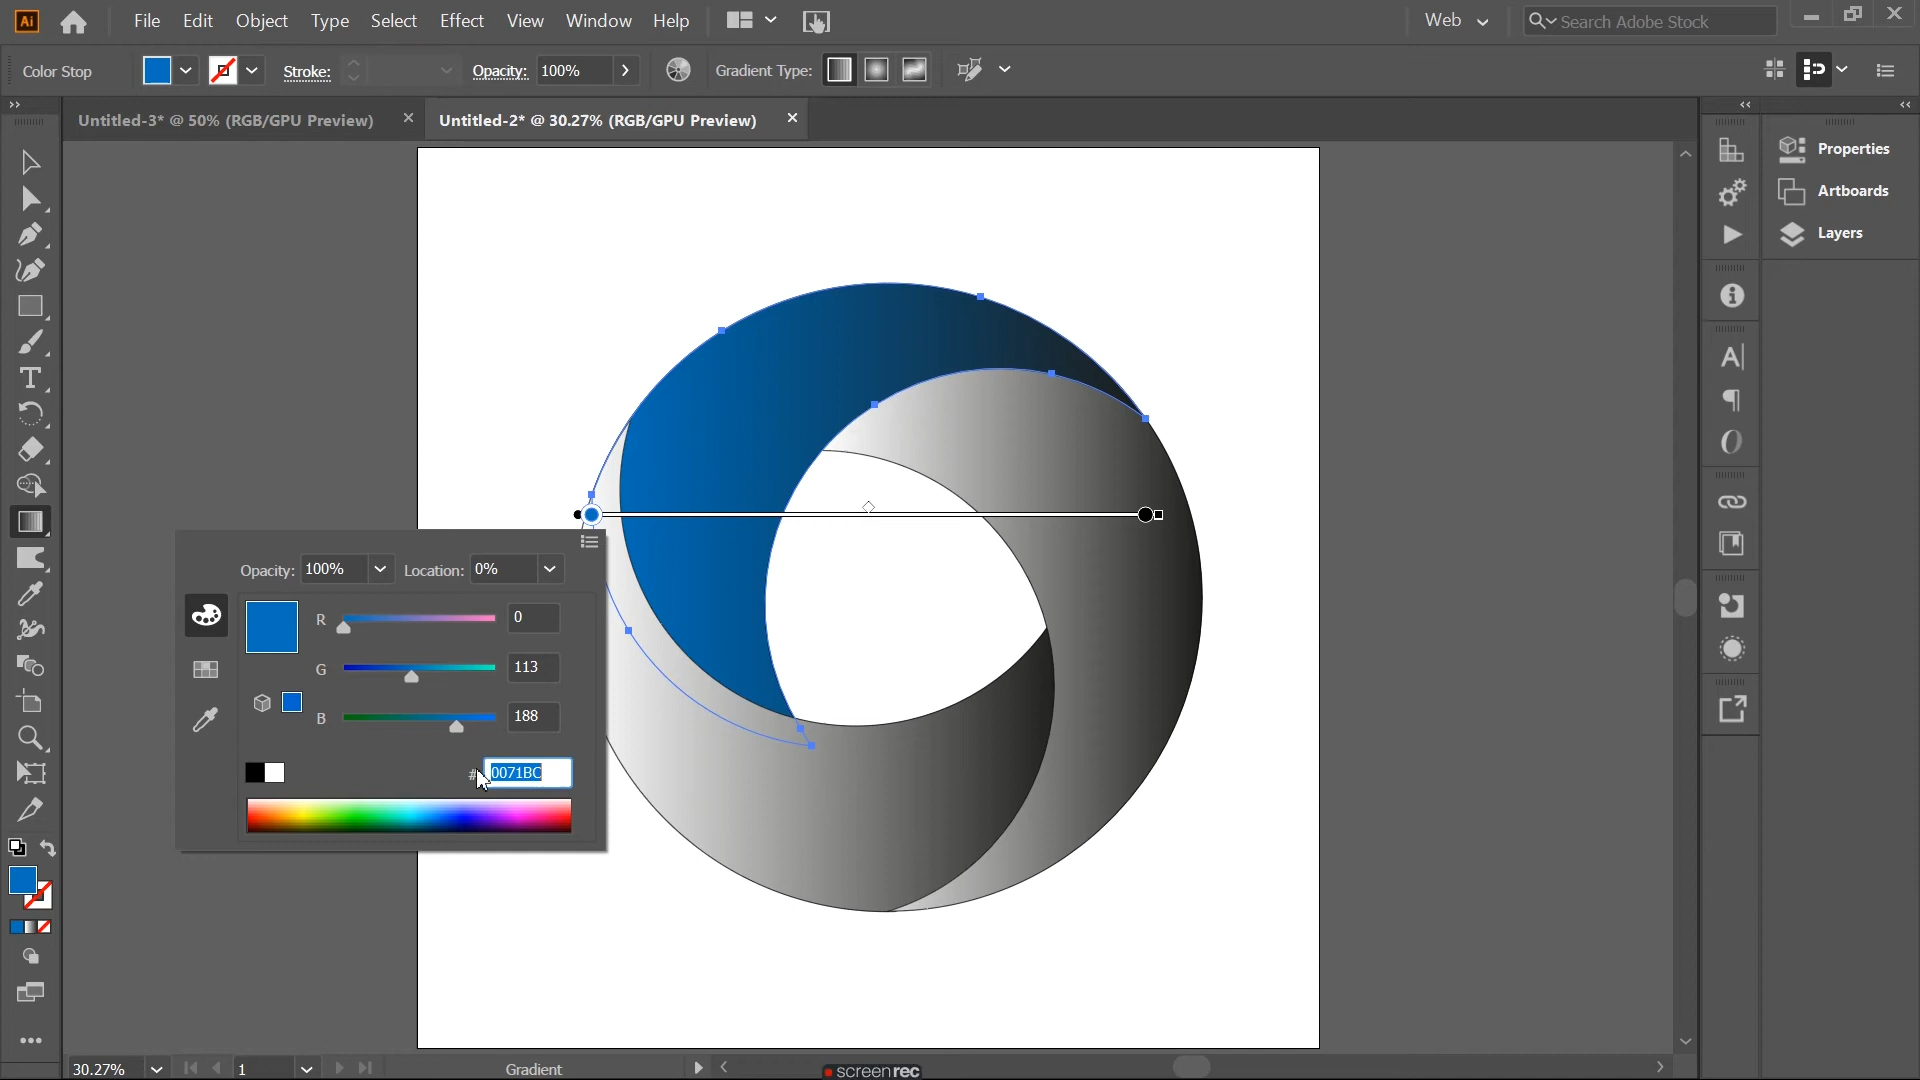 Ai File Edit Object Type Select Effect View Window Help Web Search Adobe Stock
Color Stop Stroke: Opacity: 100% Gradient Type:
Untitled-3* @ 50% (RGB/GPU Preview) Untitled-2* @ 30.27% (RGB/GPU Preview)
Properties
Artboards
Layers
Opacity: 100% Location: 0%
R 0
G 113
B 188
# 0071BC
30.27% 1 Gradient
screenrec